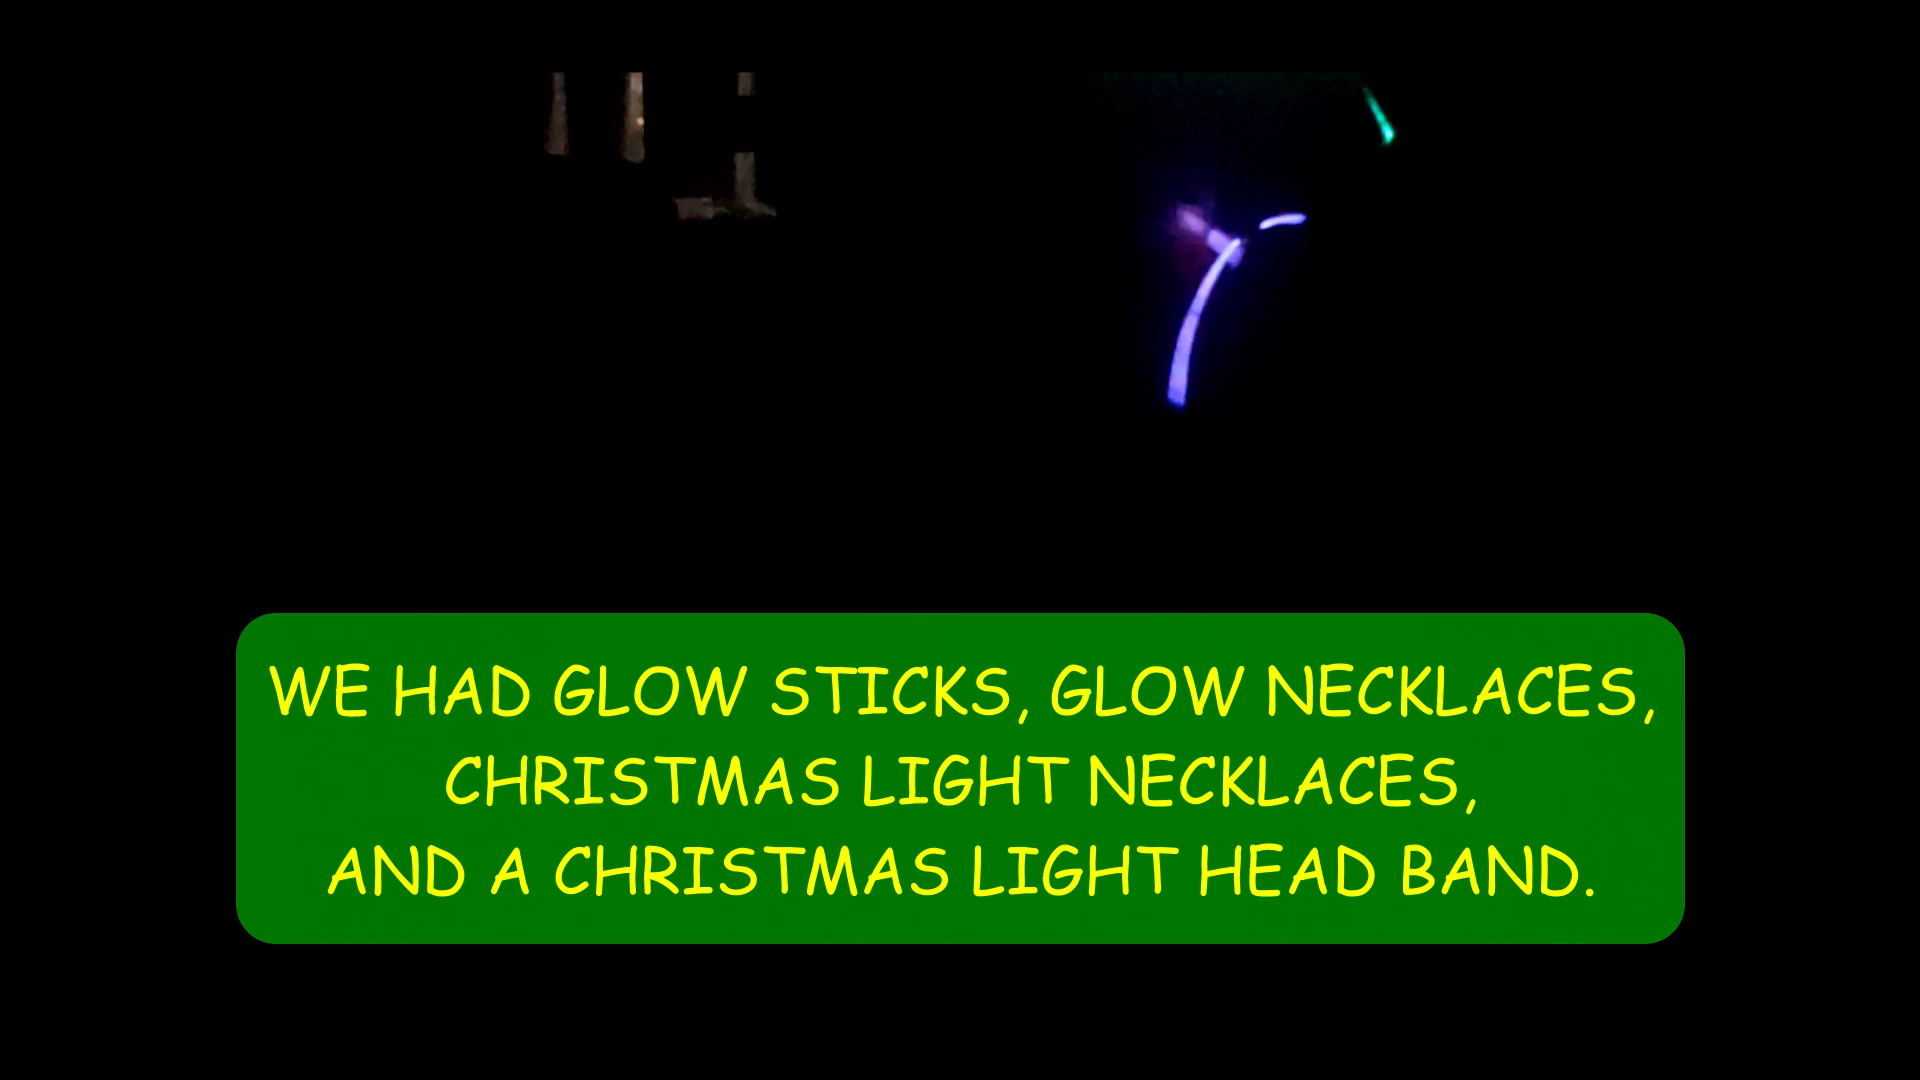 WE HAD GLOW STICKS, GLOW NECKLACES,
CHRISTMAS LIGHT NECKLACES,
AND A CHRISTMAS LIGHT HEAD BAND.